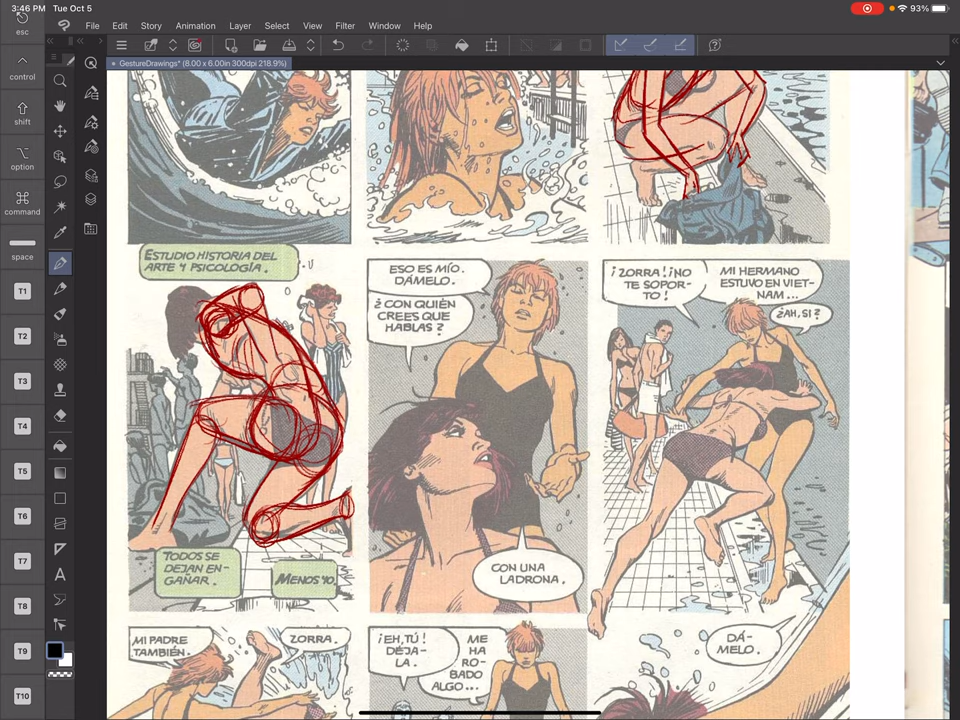 3:46 PM Tue Oct 5
93%
esc
File Edit Story Animation Layer Select View Filter Window Help
control
GestureDrawings* (8.00 x 6.00in 300dpi 218.9%)
shift
option
command
space
T1
T2
T3
T4
T5
T6
T7
T8
T9
T10
ESTUDIO HISTORIA DEL
ARTE Y PSICOLOGÍA.
TODOS SE
DEJAN EN-
GAÑAR.
MENOS YO.
ESO ES MÍO.
DÁMELO.
¿CON QUIÉN
CREES QUE
HABLAS?
CON UNA
LADRONA.
¡ZORRA! ¡NO
TE SOPOR-
TO!
MI HERMANO
ESTUVO EN VIET-
NAM...
¿AH, SI?
MI PADRE
TAMBIÉN.
ZORRA.
¡EH, TÚ!
DÉJA-
LA.
ME
HA
RO-
BADO
ALGO...
DÁ-
MELO.